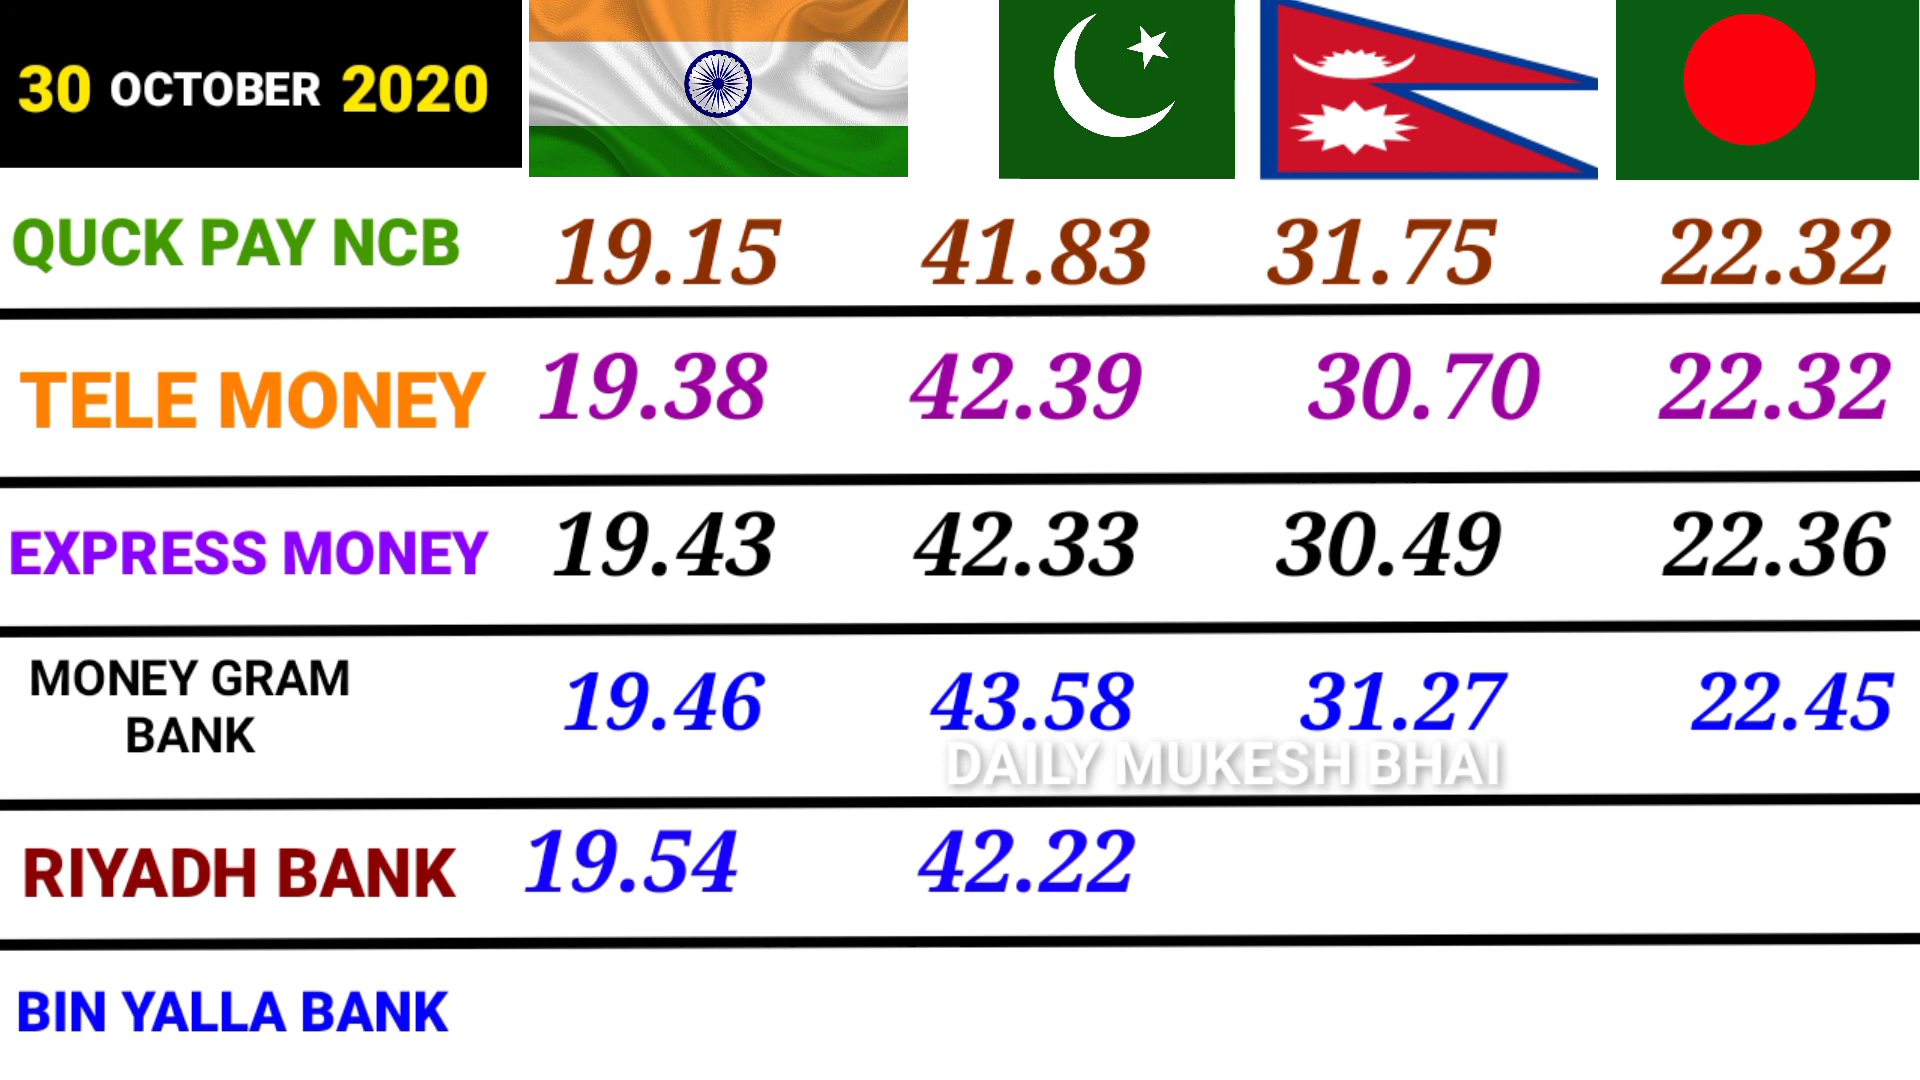 30 OCTOBER 2020
QUCK PAY NCB 19.15 41.83 31.75 22.32
TELE MONEY 19.38 42.39 30.70 22.32
EXPRESS MONEY 19.43 42.33 30.49 22.36
MONEY GRAM
BANK 19.46 43.58 31.27 22.45
DAILY MUKESH BHAI
RIYADH BANK 19.54 42.22
BIN YALLA BANK